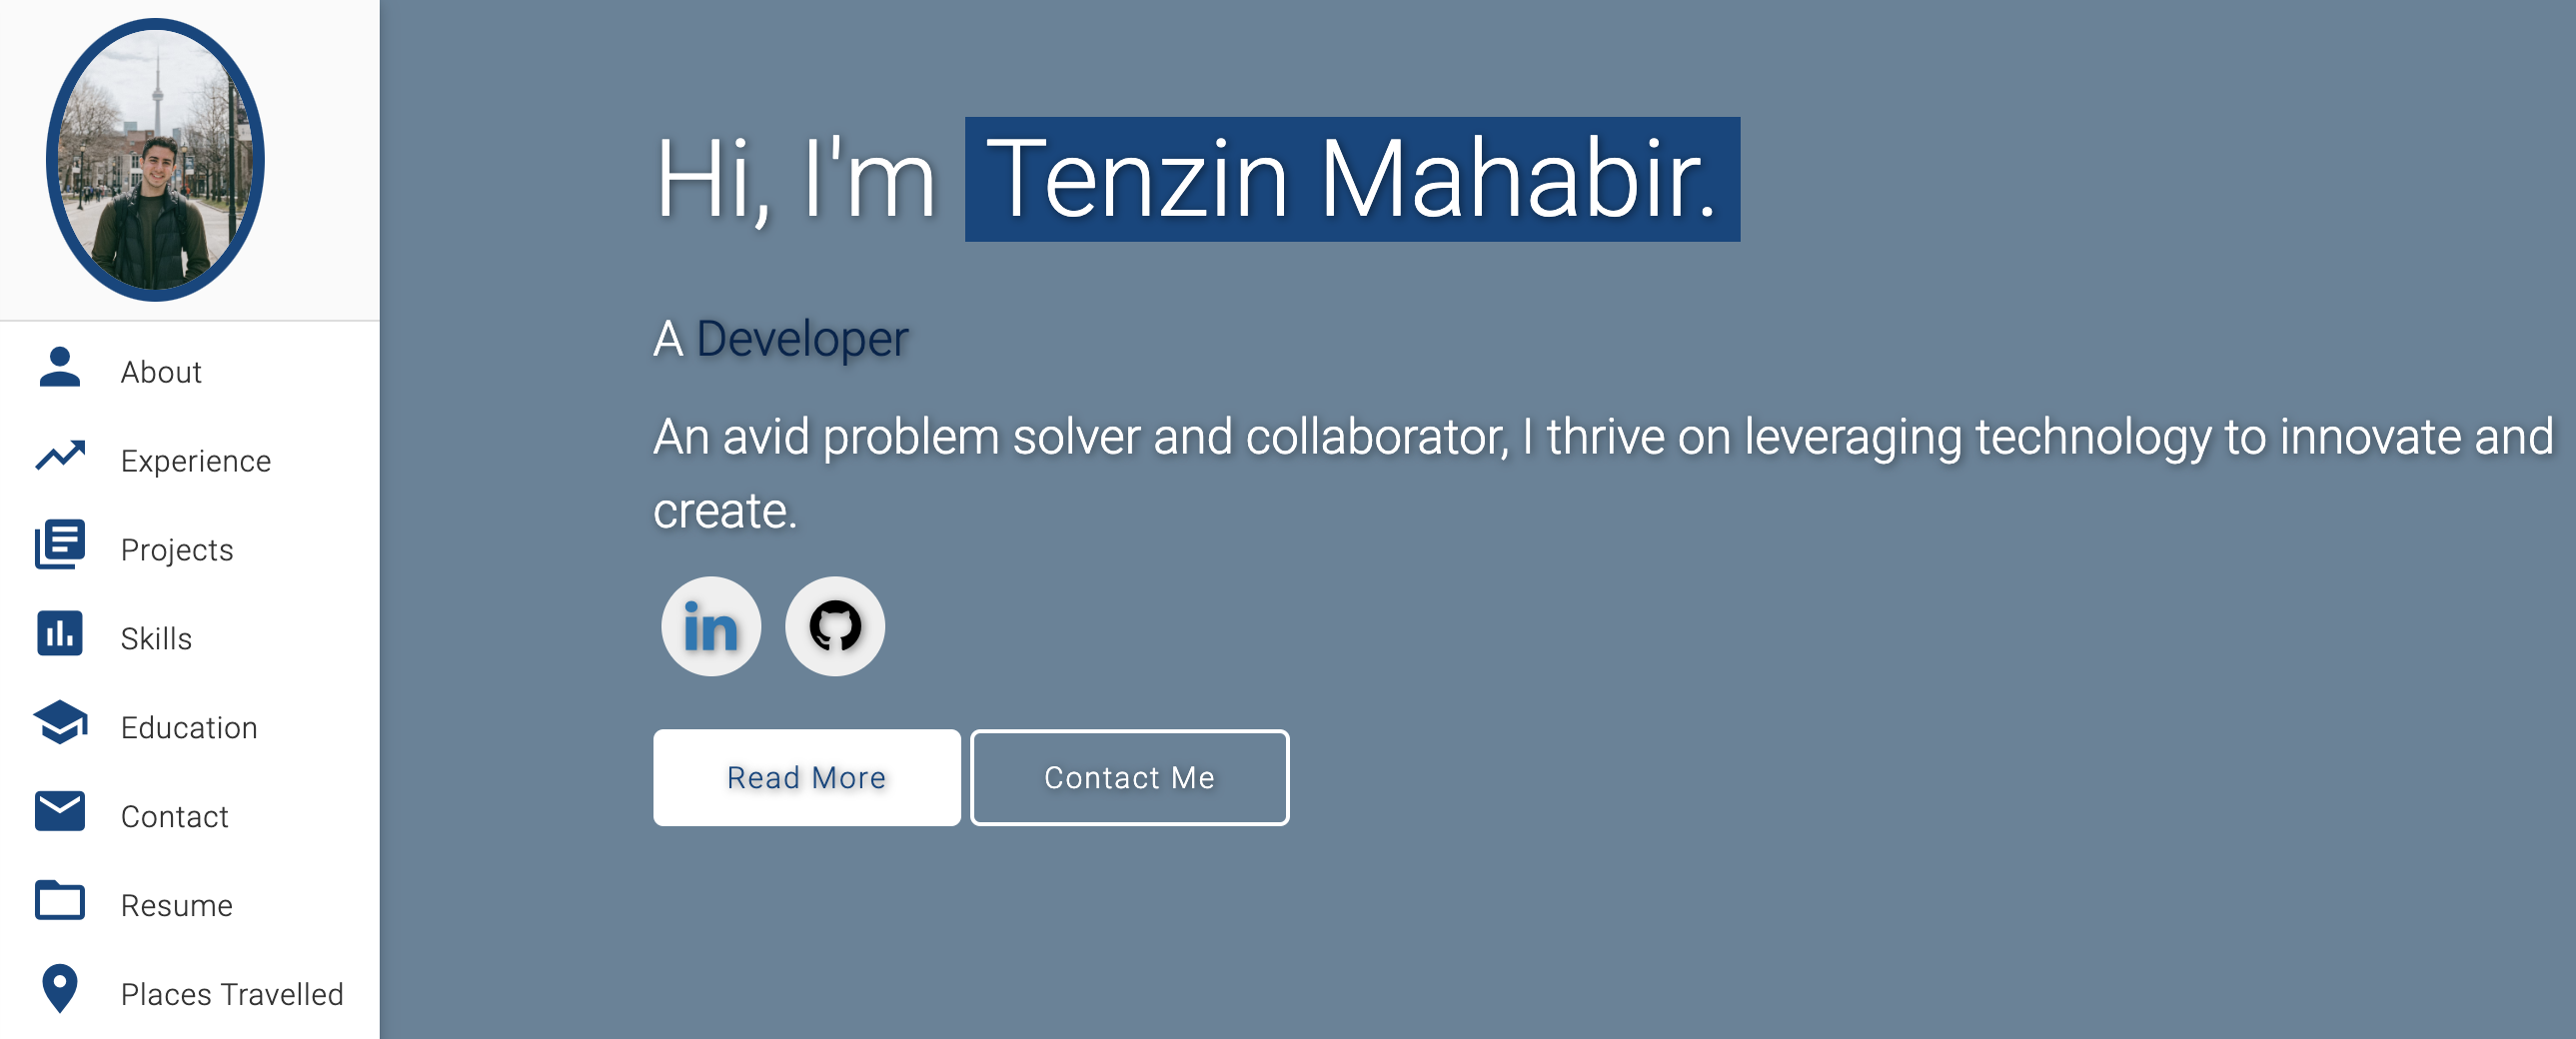 About
Experience
Projects
Skills
Education
Contact
Resume
Places Travelled
Hi, I'm Tenzin Mahabir.
A Developer
An avid problem solver and collaborator, I thrive on leveraging technology to innovate and
create.
in
Read More
Contact Me